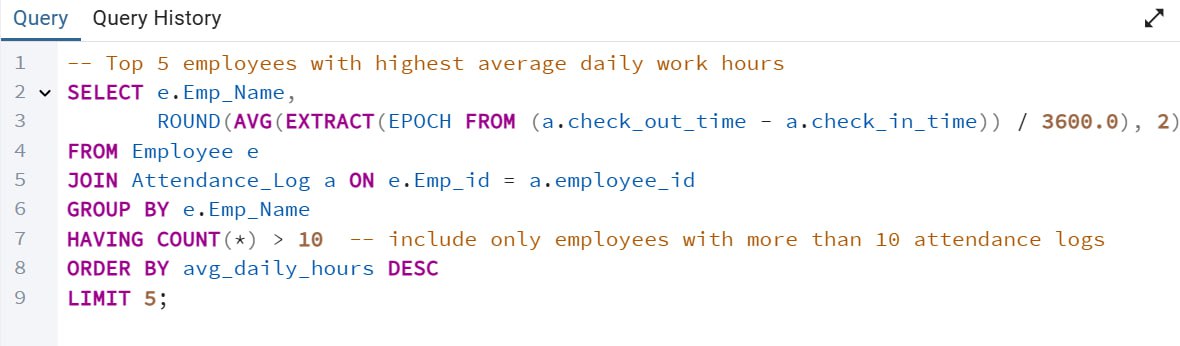 Query Query History
1 -- Top 5 employees with highest average daily work hours
2 SELECT e.Emp_Name,
3 ROUND(AVG(EXTRACT(EPOCH FROM (a.check_out_time - a.check_in_time)) / 3600.0), 2)
4 FROM Employee e
5 JOIN Attendance_Log a ON e.Emp_id = a.employee_id
6 GROUP BY e.Emp_Name
7 HAVING COUNT(*) > 10 -- include only employees with more than 10 attendance logs
8 ORDER BY avg_daily_hours DESC
9 LIMIT 5;